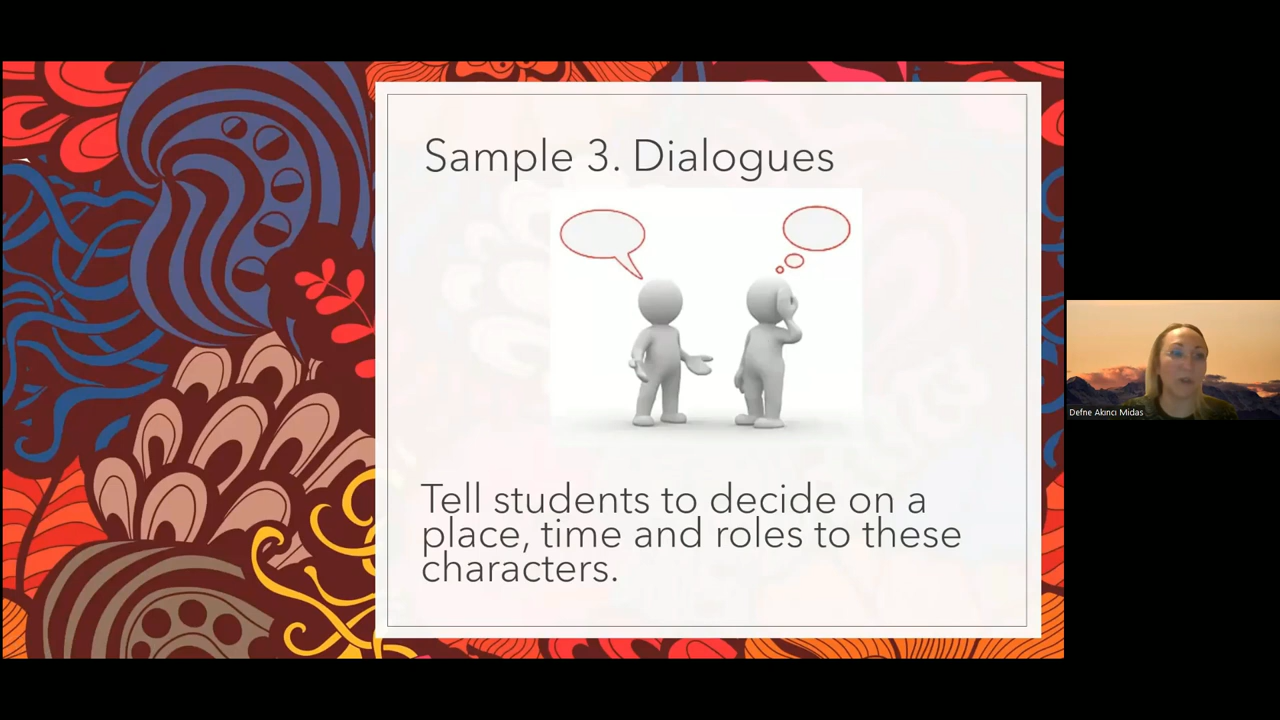 Sample 3. Dialogues
Tell students to decide on a
place, time and roles to these
characters.
Defne Akıncı Midas